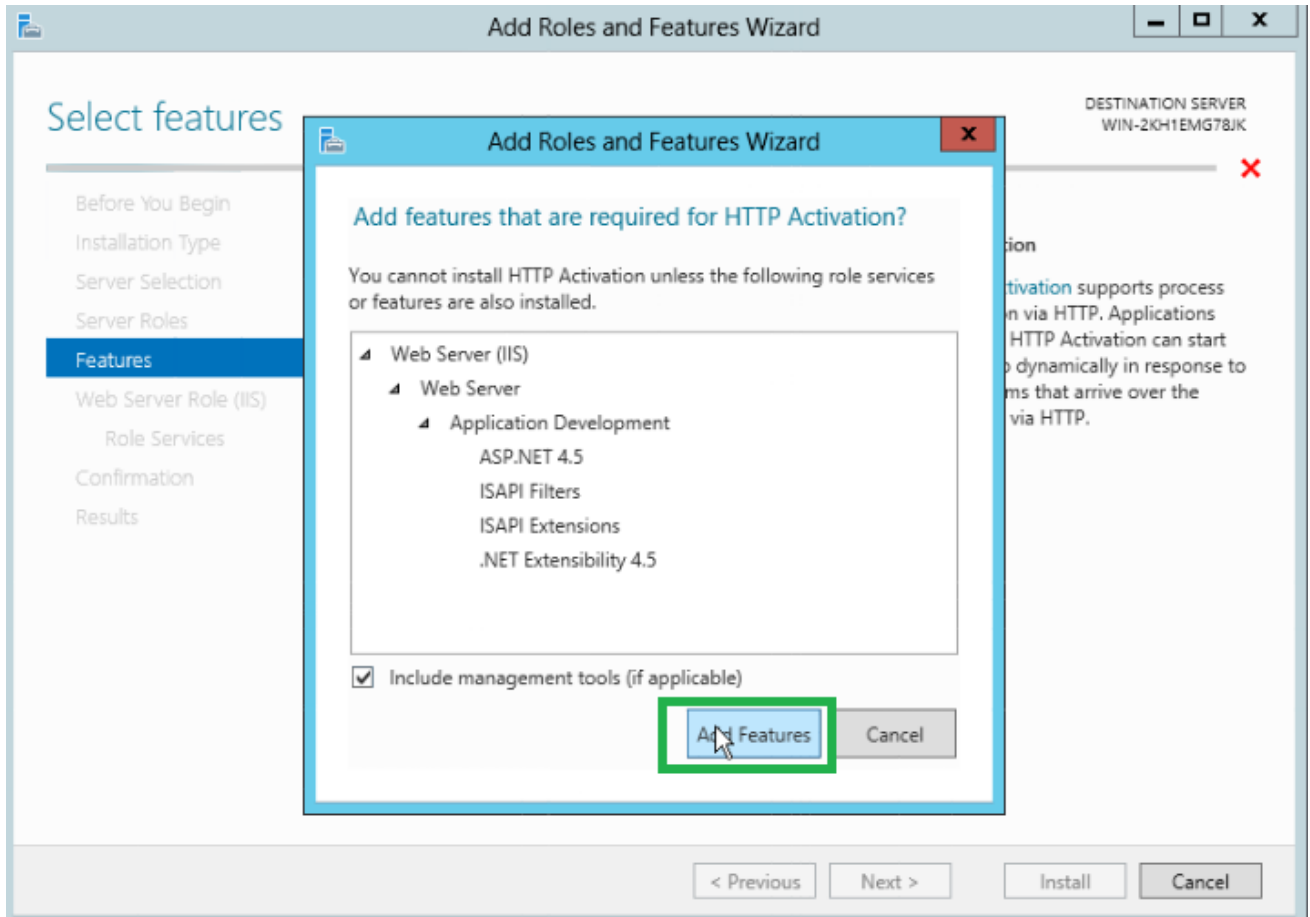 Add Roles and Features Wizard
Select features
DESTINATION SERVER
WIN-2KH1EMG78JK
Before You Begin
Installation Type
Server Selection
Server Roles
Features
Web Server Role (IIS)
Role Services
Confirmation
Results
Add Roles and Features Wizard
Add features that are required for HTTP Activation?
You cannot install HTTP Activation unless the following role services
or features are also installed.
Web Server (IIS)
Web Server
Application Development
ASP.NET 4.5
ISAPI Filters
ISAPI Extensions
.NET Extensibility 4.5
Include management tools (if applicable)
Add Features
Cancel
tion
tivation supports process
n via HTTP. Applications
HTTP Activation can start
dynamically in response to
ms that arrive over the
via HTTP.
< Previous
Next >
Install
Cancel